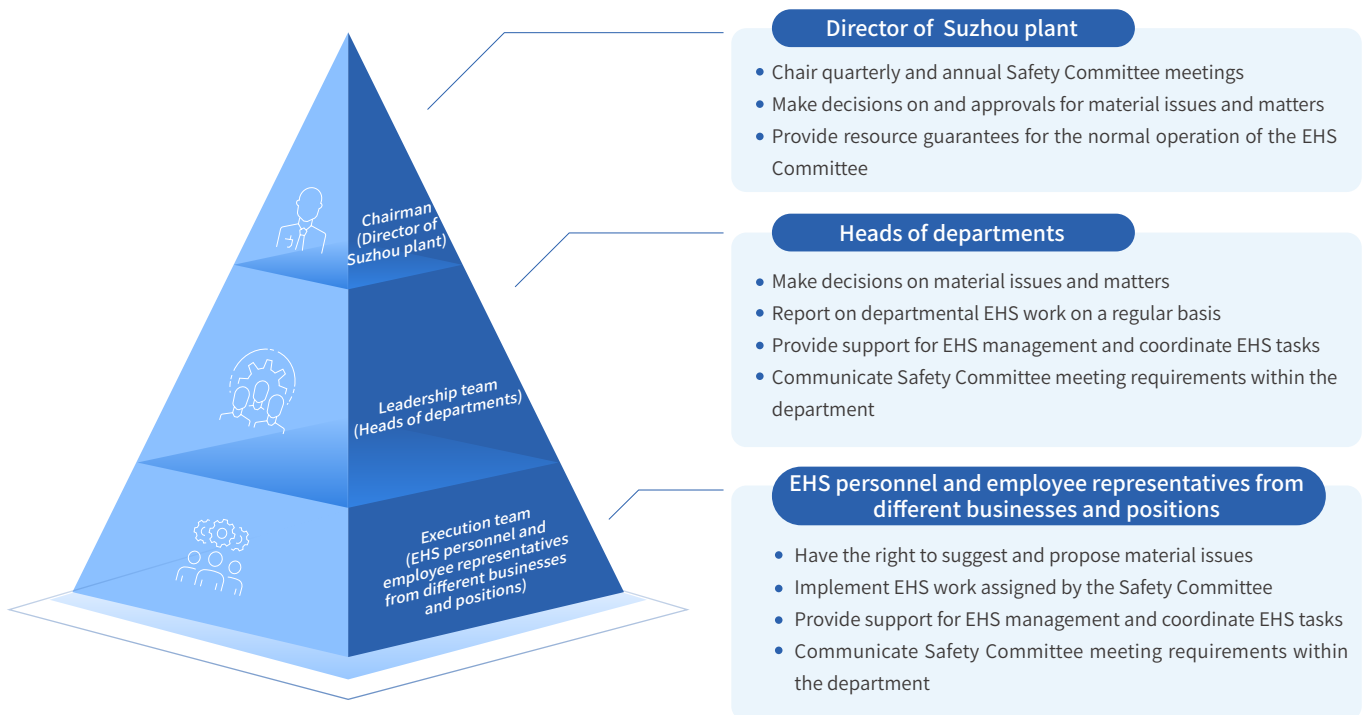 Chairman
(Director of
Suzhou plant)
Leadership team
(Heads of departments)
Execution team
(EHS personnel and
employee representatives
from different businesses
and positions)
Director of Suzhou plant
• Chair quarterly and annual Safety Committee meetings
• Make decisions on and approvals for material issues and matters
• Provide resource guarantees for the normal operation of the EHS
Committee
Heads of departments
• Make decisions on material issues and matters
• Report on departmental EHS work on a regular basis
• Provide support for EHS management and coordinate EHS tasks
• Communicate Safety Committee meeting requirements within the
department
EHS personnel and employee representatives from
different businesses and positions
• Have the right to suggest and propose material issues
• Implement EHS work assigned by the Safety Committee
• Provide support for EHS management and coordinate EHS tasks
• Communicate Safety Committee meeting requirements within
the department